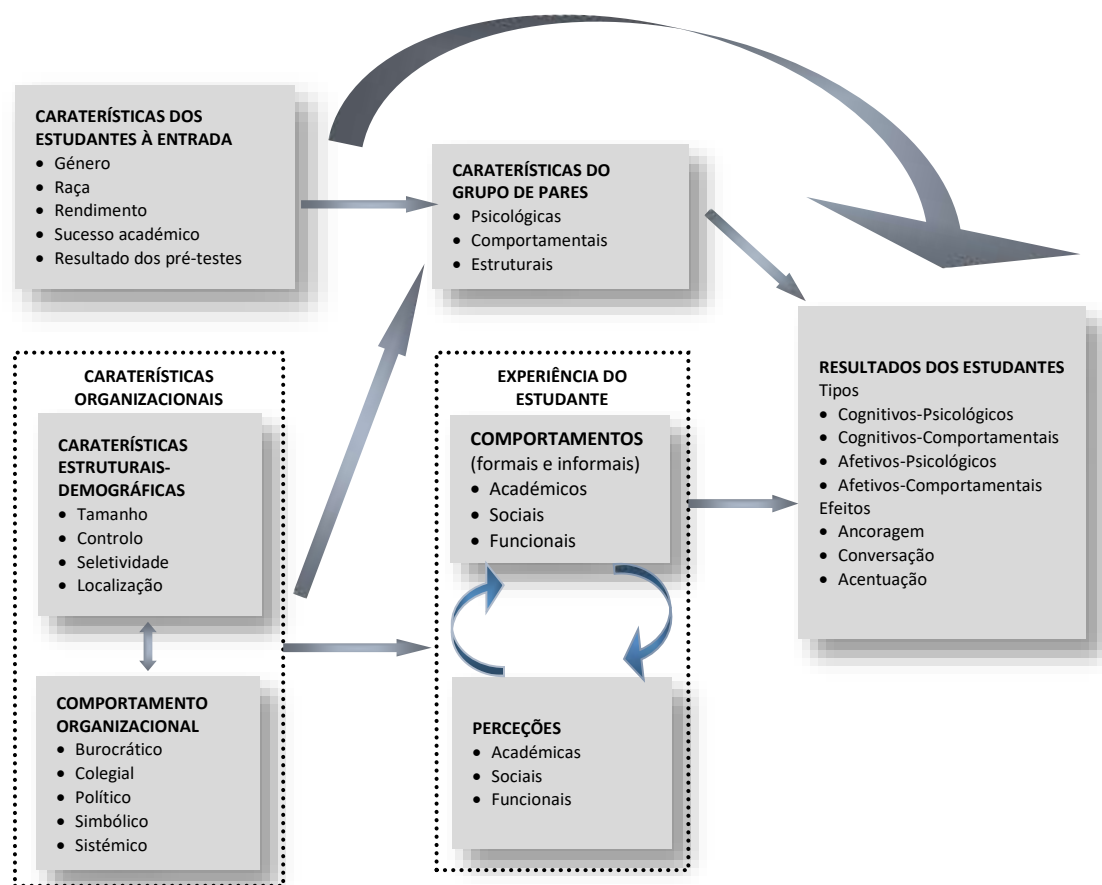 CARATERÍSTICAS DOS
ESTUDANTES À ENTRADA
• Género
• Raça
• Rendimento
• Sucesso académico
• Resultado dos pré-testes
CARATERÍSTICAS DO
GRUPO DE PARES
• Psicológicas
• Comportamentais
• Estruturais
CARATERÍSTICAS
ORGANIZACIONAIS
CARATERÍSTICAS
ESTRUTURAIS-
DEMOGRÁFICAS
• Tamanho
• Controlo
• Seletividade
• Localização
COMPORTAMENTO
ORGANIZACIONAL
• Burocrático
• Colegial
• Político
• Simbólico
• Sistémico
EXPERIÊNCIA DO
ESTUDANTE
COMPORTAMENTOS
(formais e informais)
• Académicos
• Sociais
• Funcionais
PERCEÇÕES
• Académicas
• Sociais
• Funcionais
RESULTADOS DOS ESTUDANTES
Tipos
• Cognitivos-Psicológicos
• Cognitivos-Comportamentais
• Afetivos-Psicológicos
• Afetivos-Comportamentais
Efeitos
• Ancoragem
• Conversação
• Acentuação